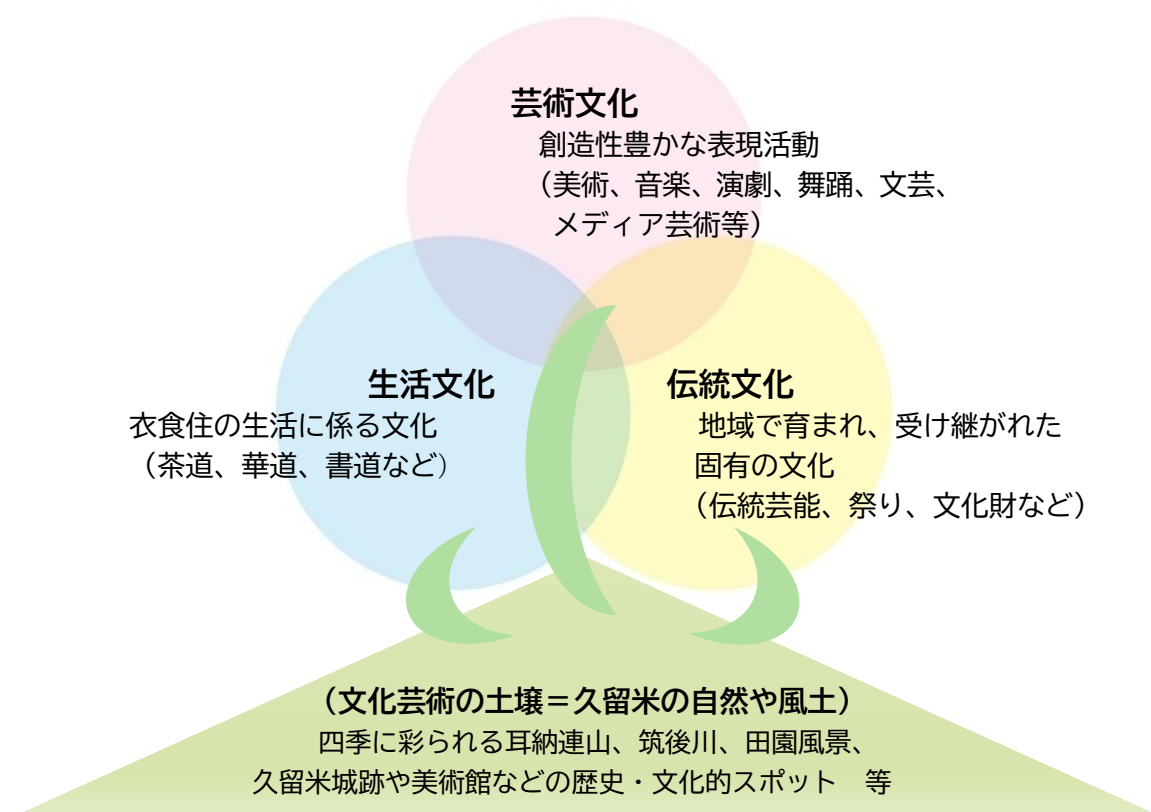 芸術文化
創造性豊かな表現活動
（美術、音楽、演劇、舞踊、文芸、
メディア芸術等）
生活文化
衣食住の生活に係る文化
（茶道、華道、書道など）
伝統文化
地域で育まれ、受け継がれた
固有の文化
（伝統芸能、祭り、文化財など）
（文化芸術の土壌＝久留米の自然や風土）
四季に彩られる耳納連山、筑後川、田園風景、
久留米城跡や美術館などの歴史・文化的スポット　等